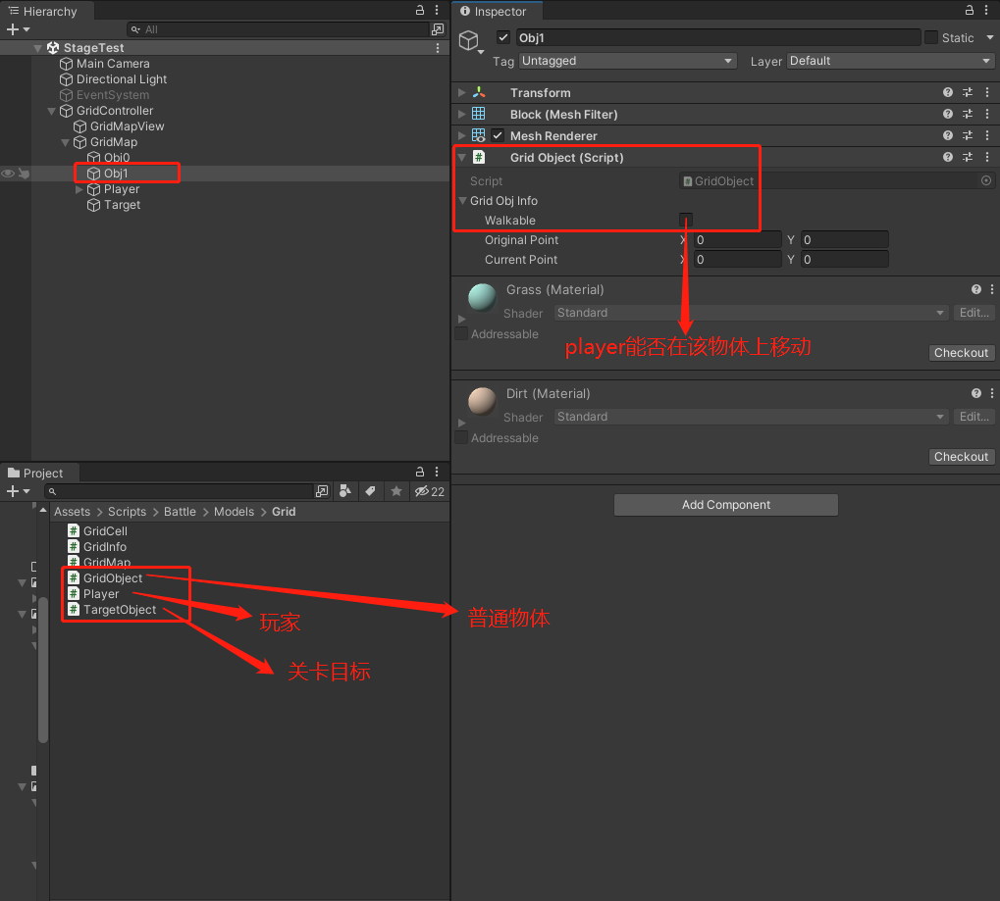 Hierarchy
All
StageTest
Main Camera
Directional Light
EventSystem
GridController
GridMapView
GridMap
Obj0
Obj1
Player
Target
Inspector
Obj1
Static
Tag Untagged
Layer Default
Transform
Block (Mesh Filter)
Mesh Renderer
# Grid Object (Script)
Script # GridObject
Grid Obj Info
Walkable
Original Point X 0 Y 0
Current Point X 0 Y 0
Grass (Material)
Shader Standard Edit...
Addressable
player能否在该物体上移动
Checkout
Dirt (Material)
Shader Standard Edit...
Addressable
Checkout
Add Component
Project
22
Assets > Scripts > Battle > Models > Grid
# GridCell
# GridInfo
# GridMap
# GridObject
# Player
# TargetObject
普通物体
玩家
关卡目标